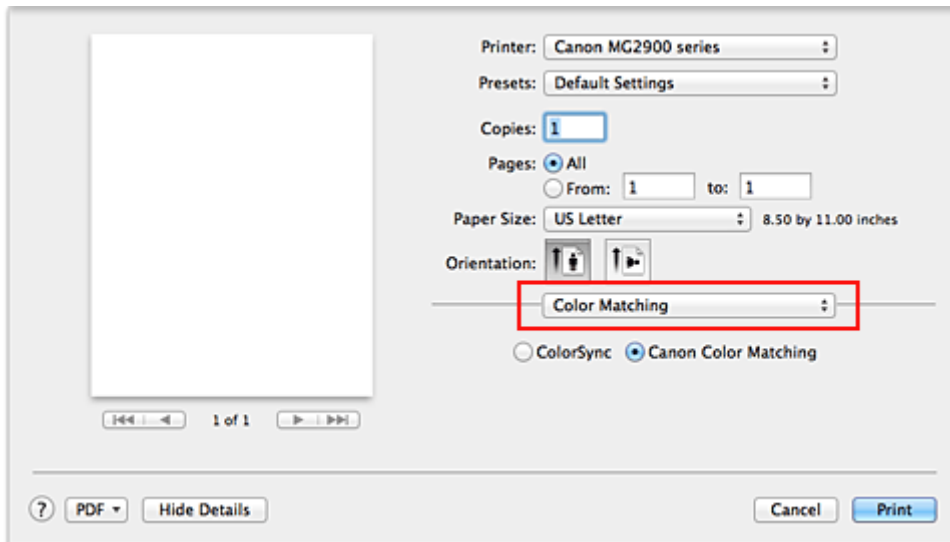 Printer: Canon MG2900 series
Presets: Default Settings
Copies: 1
Pages: All
From: 1 to: 1
Paper Size: US Letter 8.50 by 11.00 inches
Orientation:
Color Matching
ColorSync Canon Color Matching
1 of 1
? PDF Hide Details Cancel Print